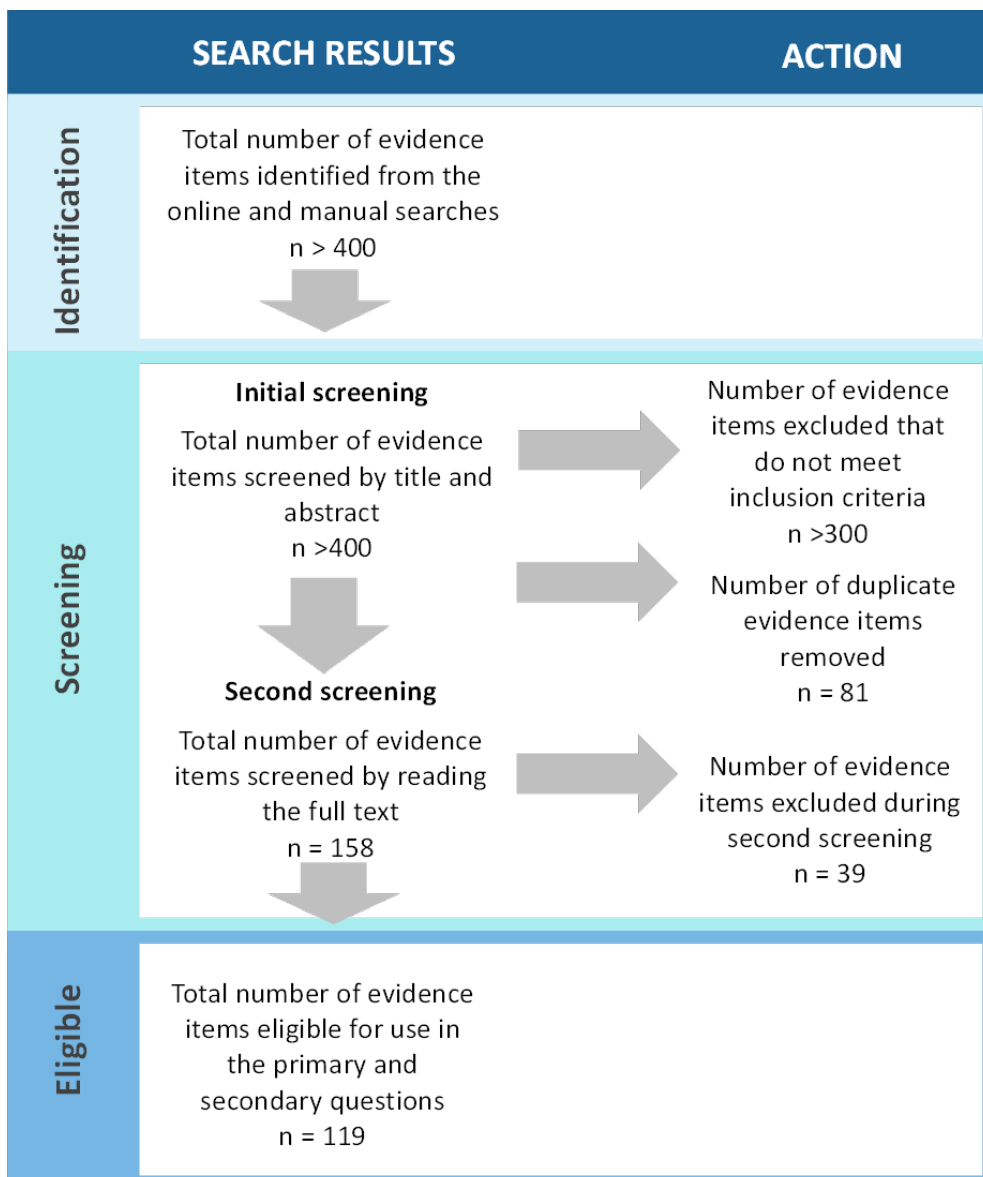 SEARCH RESULTS
ACTION
Identification
Total number of evidence
items identified from the
online and manual searches
n > 400
Screening
Initial screening
Total number of evidence
items screened by title and
abstract
n >400
Number of evidence
items excluded that
do not meet
inclusion criteria
n >300
Number of duplicate
evidence items
removed
n = 81
Second screening
Total number of evidence
items screened by reading
the full text
n = 158
Number of evidence
items excluded during
second screening
n = 39
Eligible
Total number of evidence
items eligible for use in
the primary and
secondary questions
n = 119